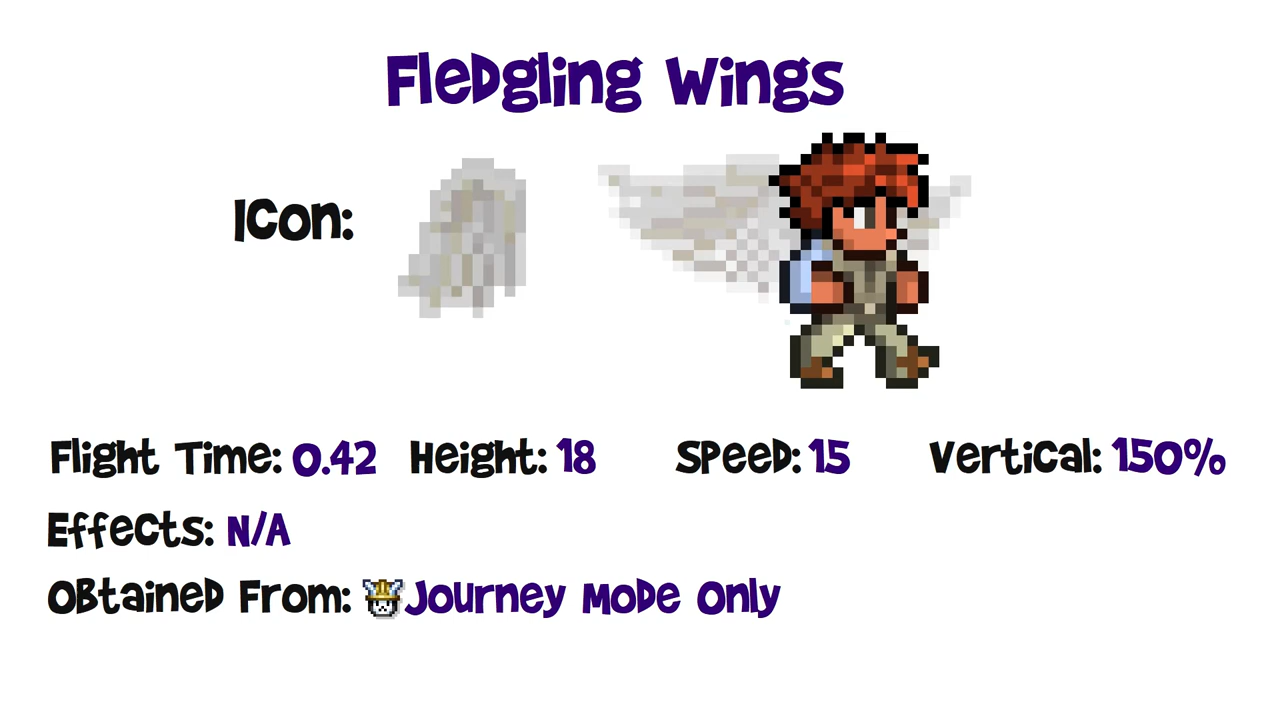 Fledgling Wings
Icon:
Flight Time: 0.42 Height: 18 Speed: 15 Vertical: 150%
Effects: N/A
Obtained From: Journey Mode Only